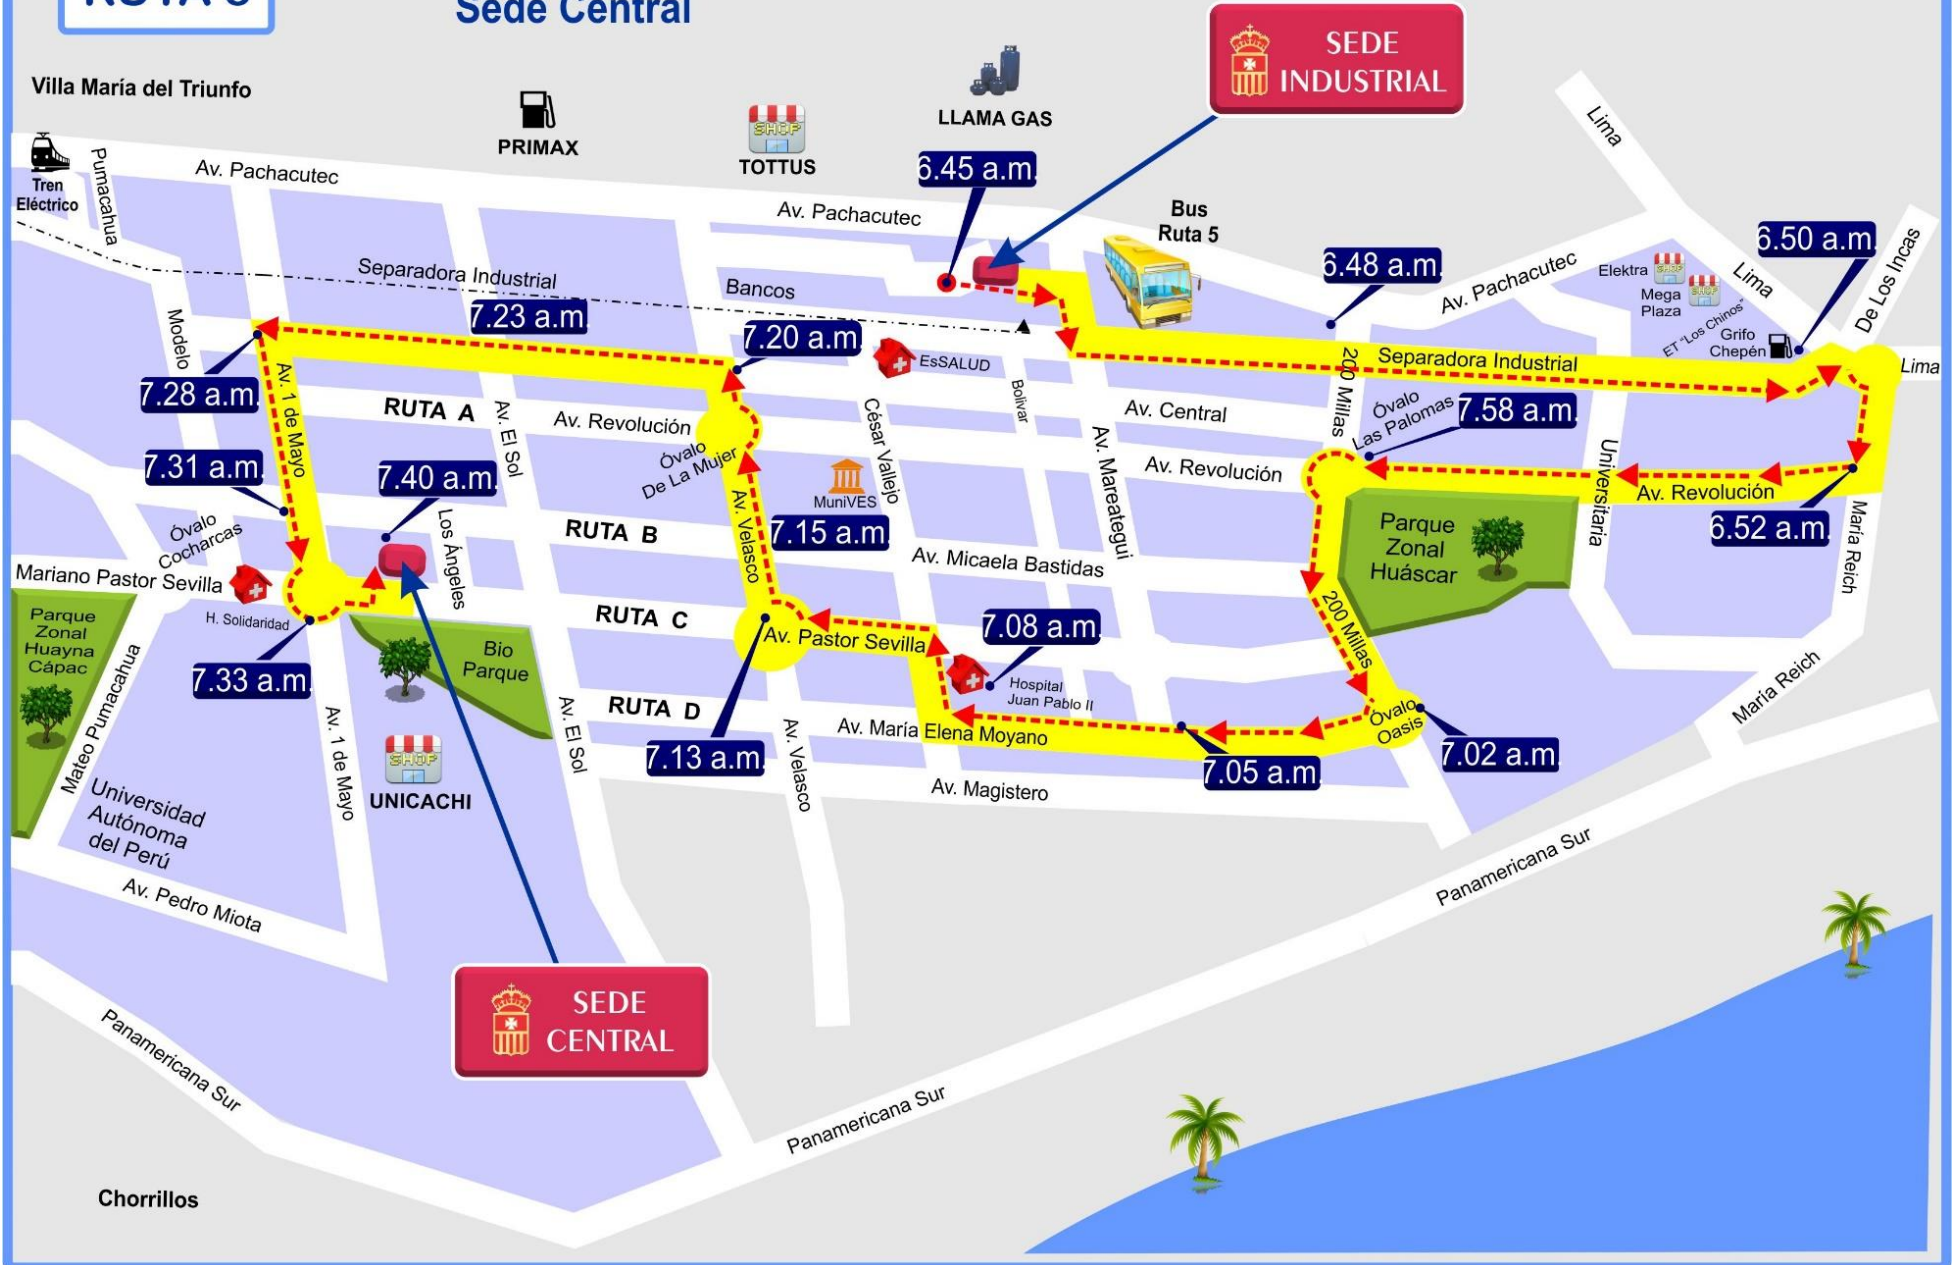 RUTA 5
Sede Central
SEDE
INDUSTRIAL
Villa María del Triunfo
PRIMAX
TOTTUS
LLAMA GAS
SHOP
6.45 a.m.
Tren
Eléctrico
Pumacahua
Av. Pachacutec
Av. Pachacutec
Bus
Ruta 5
6.48 a.m.
Av. Pachacutec
Lima
6.50 a.m.
De Los Incas
Elektra
SHOP
Mega
Plaza
SHOP
Lima
ET "Los Chinos"
Grifo
Chepén
Lima
Separadora Industrial
Bancos
7.23 a.m.
7.20 a.m.
EsSALUD
Separadora Industrial
200 Millas
Modelo
7.28 a.m.
Av. 1 de Mayo
RUTA A
Av. El Sol
Av. Revolución
César Vallejo
Bolivar
Av. Central
Óvalo
Las Palomas
7.58 a.m.
Óvalo
De La Mujer
Av. Mareategui
Av. Revolución
Universitaria
Av. Revolución
7.31 a.m.
7.40 a.m.
MuniVES
7.15 a.m.
Av. Velasco
6.52 a.m.
María Reich
Óvalo
Cocharcas
Los Ángeles
RUTA B
Av. Micaela Bastidas
Parque
Zonal
Huáscar
Mariano Pastor Sevilla
H. Solidaridad
RUTA C
Av. Pastor Sevilla
7.08 a.m.
200 Millas
Parque
Zonal
Huayna
Cápac
7.33 a.m.
Bio
Parque
Hospital
Juan Pablo II
María Reich
Mateo Pumacahua
Av. 1 de Mayo
Av. El Sol
RUTA D
Av. María Elena Moyano
Óvalo
Oasis
7.13 a.m.
Av. Velasco
7.05 a.m.
7.02 a.m.
SHOP
UNICACHI
Av. Magistero
Universidad
Autónoma
del Perú
Av. Pedro Miota
Panamericana Sur
SEDE
CENTRAL
Panamericana Sur
Panamericana Sur
Chorrillos